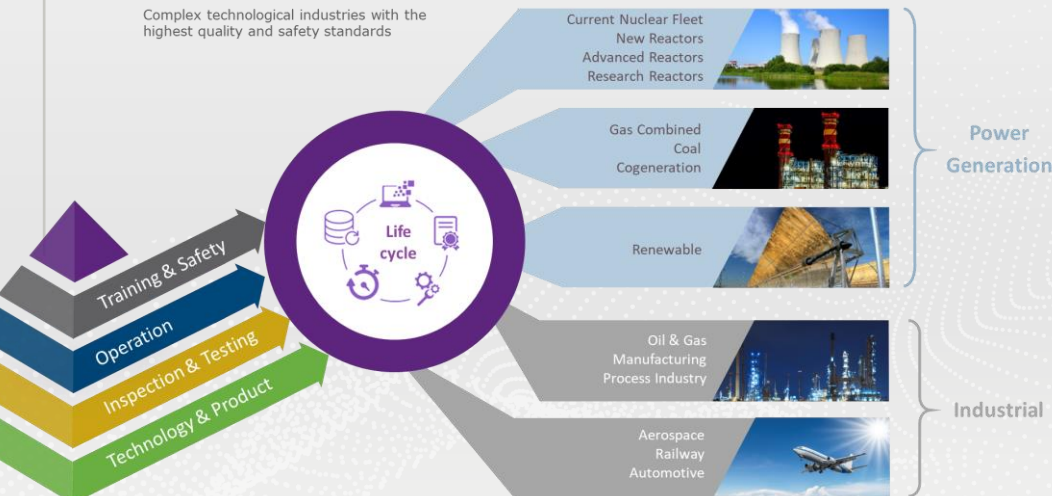 Complex technological industries with the
highest quality and safety standards
Training & Safety
Operation
Inspection & Testing
Technology & Product
Life
cycle
Current Nuclear Fleet
New Reactors
Advanced Reactors
Research Reactors
Gas Combined
Coal
Cogeneration
Renewable
Oil & Gas
Manufacturing
Process Industry
Aerospace
Railway
Automotive
Power
Generation
Industrial